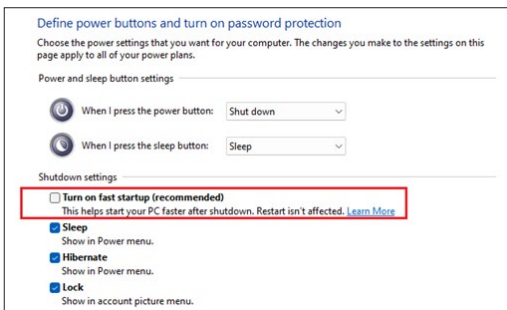 Define power buttons and turn on password protection
Choose the power settings that you want for your computer. The changes you make to the settings on this
page apply to all of your power plans.
Power and sleep button settings
When I press the power button: Shut down
When I press the sleep button: Sleep
Shutdown settings
Turn on fast startup (recommended)
This helps start your PC faster after shutdown. Restart isn't affected. Learn More
Sleep
Show in Power menu.
Hibernate
Show in Power menu.
Lock
Show in account picture menu.